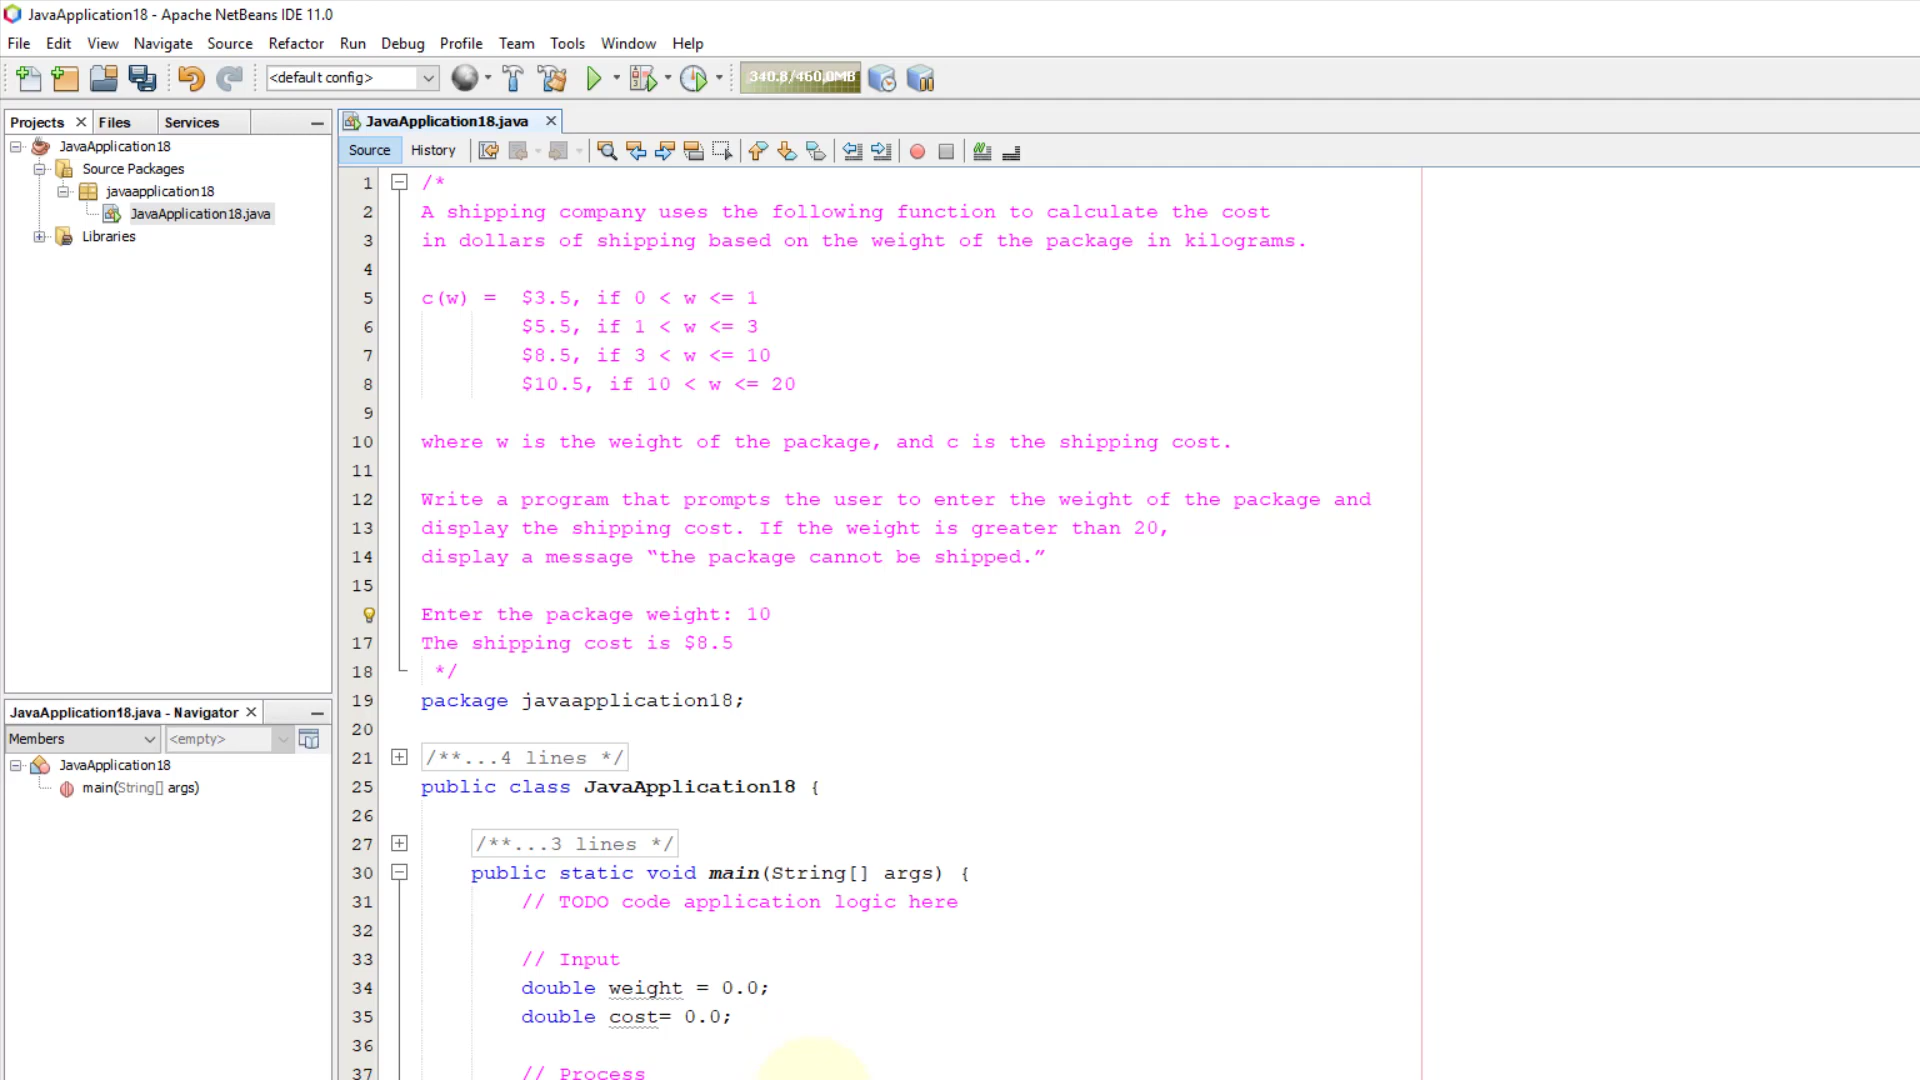 JavaApplication18 - Apache NetBeans IDE 11.0
File Edit View Navigate Source Refactor Run Debug Profile Team Tools Window Help
<default config> 340.8/460.0MB
Projects Files Services
JavaApplication18
Source Packages
javaapplication18
JavaApplication18.java
Libraries
JavaApplication18.java - Navigator
Members <empty>
JavaApplication18
main(String[] args)
JavaApplication18.java
Source History
1 /*
2 A shipping company uses the following function to calculate the cost
3 in dollars of shipping based on the weight of the package in kilograms.
4
5 c(w) = $3.5, if 0 < w <= 1
6 $5.5, if 1 < w <= 3
7 $8.5, if 3 < w <= 10
8 $10.5, if 10 < w <= 20
9
10 where w is the weight of the package, and c is the shipping cost.
11
12 Write a program that prompts the user to enter the weight of the package and
13 display the shipping cost. If the weight is greater than 20,
14 display a message “the package cannot be shipped.”
15
Enter the package weight: 10
17 The shipping cost is $8.5
18 */
19 package javaapplication18;
20
21 /**...4 lines */
25 public class JavaApplication18 {
26
27 /**...3 lines */
30 public static void main(String[] args) {
31 // TODO code application logic here
32
33 // Input
34 double weight = 0.0;
35 double cost= 0.0;
36
37 // Process